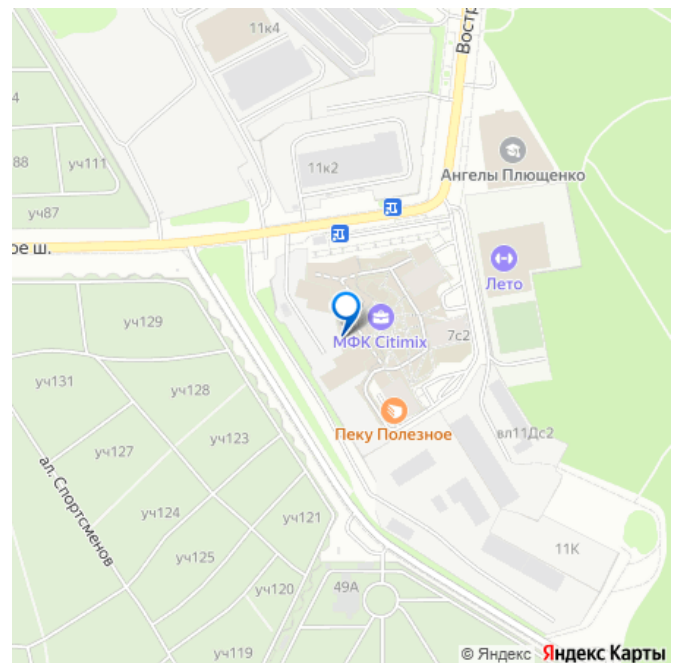 11к4
Востр
4
88
уч111
11к2
Ангелы Плющенко
уч87
ое ш.
Лето
уч129
МФК Citimix
7с2
уч131
уч128
Пеку Полезное
вл11Дс2
уч127
уч123
ал. Спортсменов
уч124
уч121
уч125
11К
уч120
49А
уч119
© Яндекс Яндекс Карты